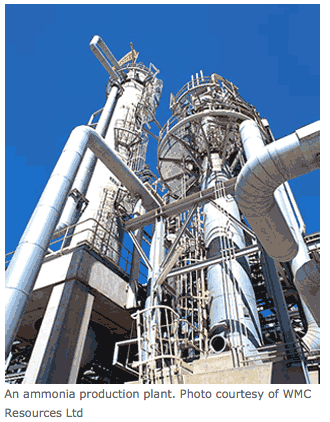 An ammonia production plant. Photo courtesy of WMC
Resources Ltd